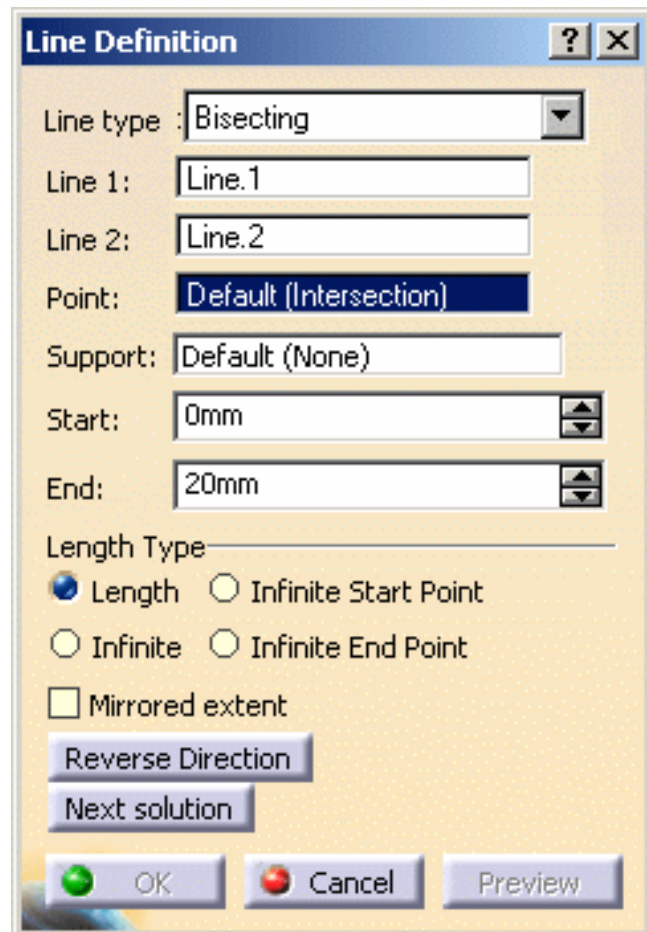 Line Definition
Line type : Bisecting
Line 1: Line.1
Line 2: Line.2
Point: Default (Intersection)
Support: Default (None)
Start: 0mm
End: 20mm
Length Type
Length Infinite Start Point
Infinite Infinite End Point
Mirrored extent
Reverse Direction
Next solution
OK Cancel Preview